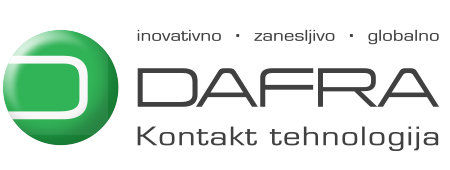 inovativno · zanesljivo · globalno
DAFRA
Kontakt tehnologija